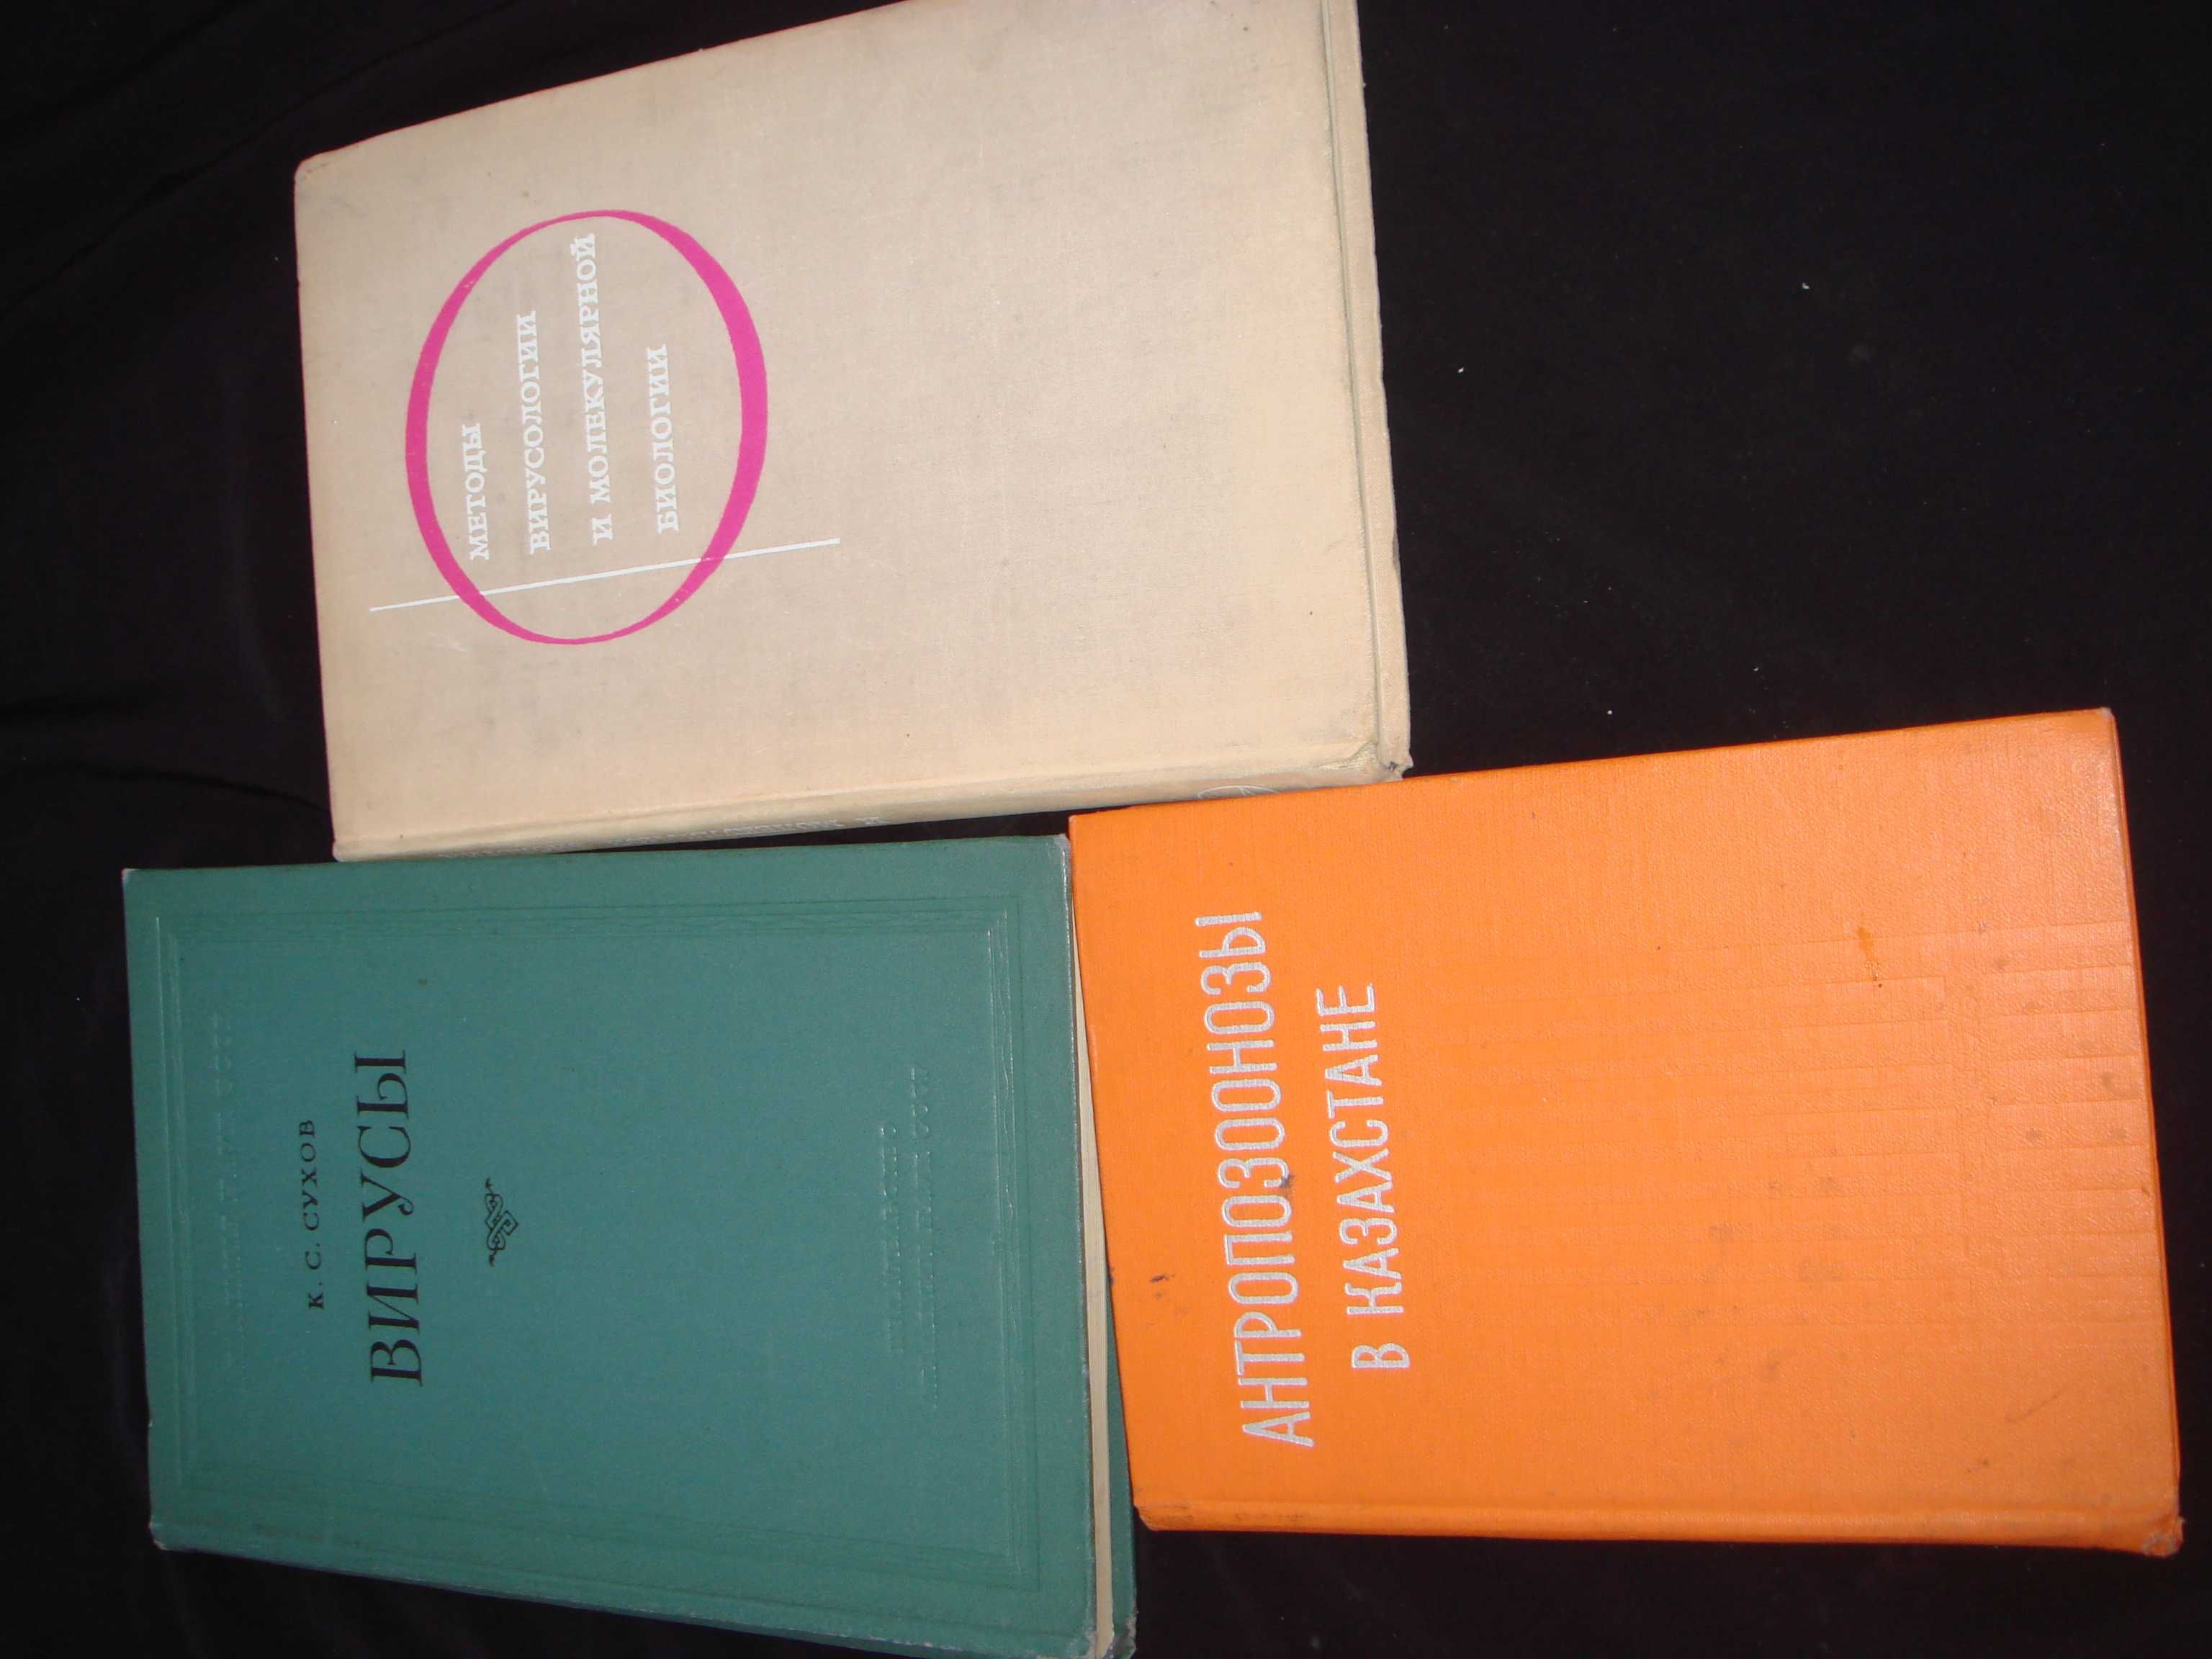 МЕТОДЫ
ВИРУСОЛОГИИ
И МОЛЕКУЛЯРНОЙ
БИОЛОГИИ
К. С. СУХОВ
ВИРУСЫ
АНТРОПОЗООНОЗЫ
В КАЗАХСТАНЕ